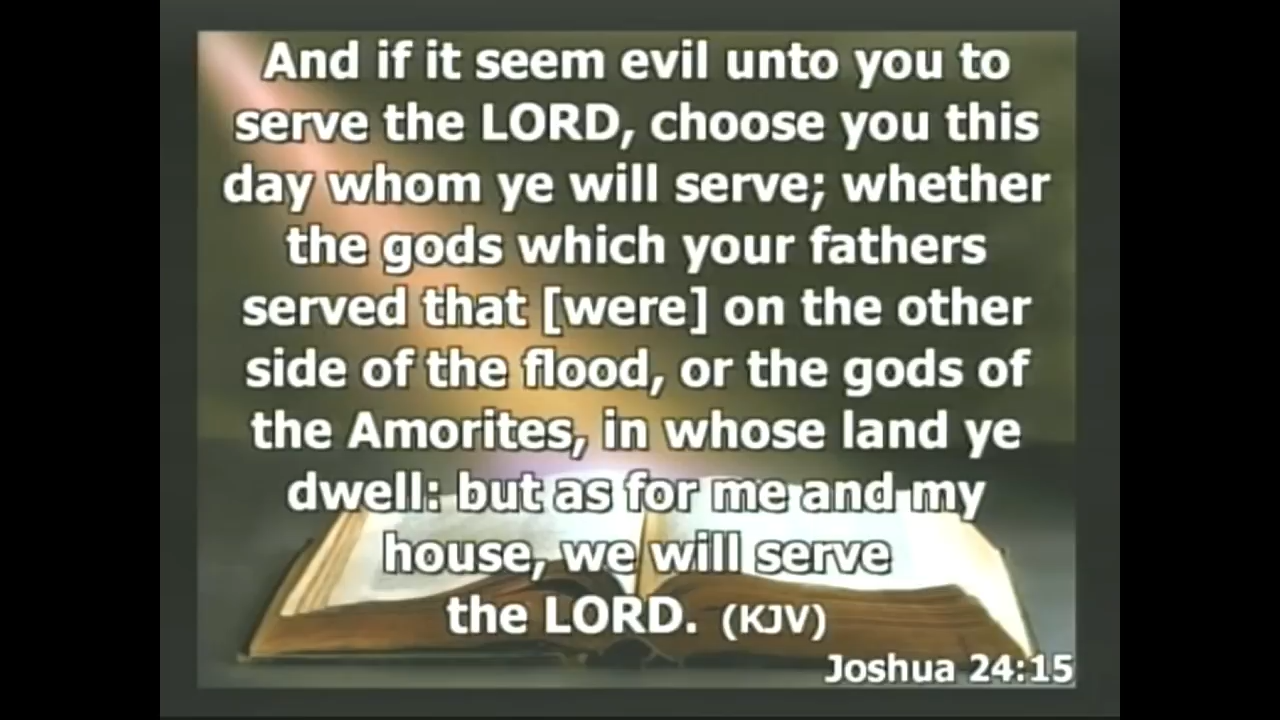 And if it seem evil unto you to
serve the LORD, choose you this
day whom ye will serve; whether
the gods which your fathers
served that [were] on the other
side of the flood, or the gods of
the Amorites, in whose land ye
dwell: but as for me and my
house, we will serve
the LORD. (KJV)
Joshua 24:15